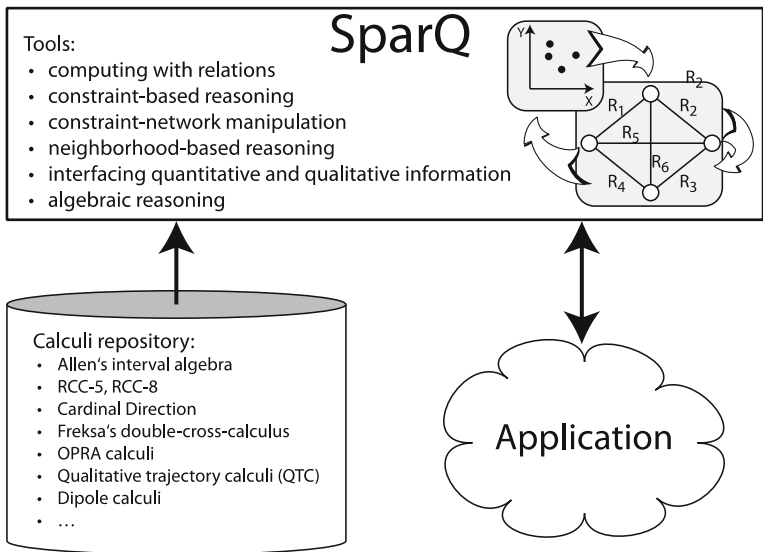 SparQ
Tools:
• computing with relations
• constraint-based reasoning
• constraint-network manipulation
• neighborhood-based reasoning
• interfacing quantitative and qualitative information
• algebraic reasoning
Y
X
R2
R1
R2
R5
R6
R4
R3
Calculi repository:
• Allen‘s interval algebra
• RCC-5, RCC-8
• Cardinal Direction
• Freksa‘s double-cross-calculus
• OPRA calculi
• Qualitative trajectory calculi (QTC)
• Dipole calculi
• ...
Application